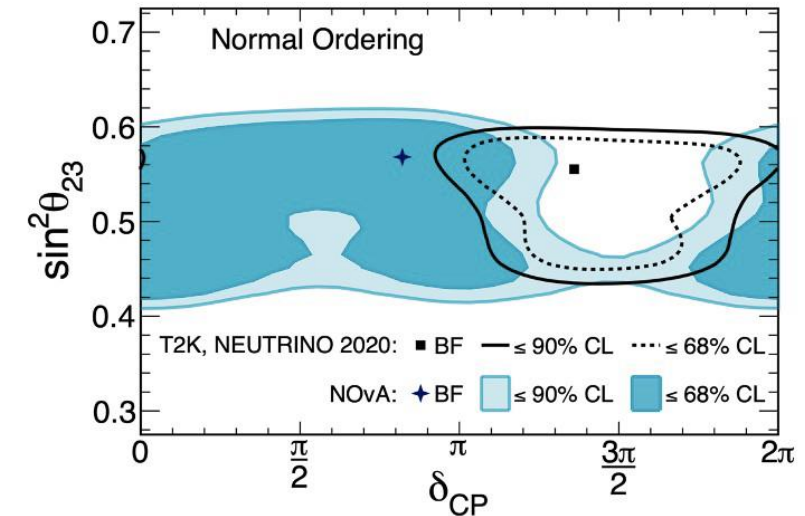 Normal Ordering
0.7
0.6
0.5
0.4
0.3
sin²θ₂₃
T2K, NEUTRINO 2020: BF ≤ 90% CL ≤ 68% CL
NOvA: BF ≤ 90% CL ≤ 68% CL
0 π/2 π 3π/2 2π
δCP